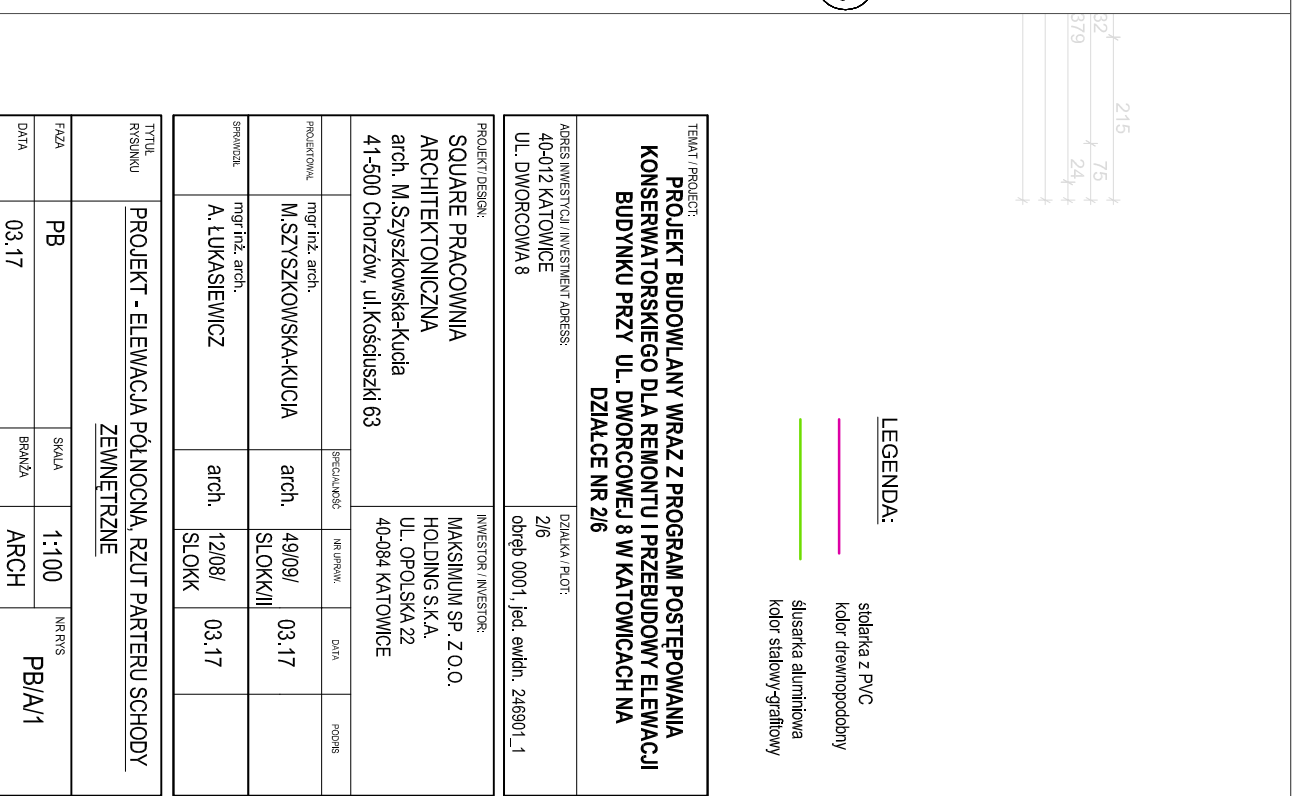 32
379
215
75
24
LEGENDA:
stolarka z PVC
kolor drewnopodobny
ślusarka aluminiowa
kolor stalowy-grafitowy
TEMAT / PROJECT:
PROJEKT BUDOWLANY WRAZ Z PROGRAM POSTĘPOWANIA
KONSERWATORSKIEGO DLA REMONTU I PRZEBUDOWY ELEWACJI
BUDYNKU PRZY UL. DWORCOWEJ 8 W KATOWICACH NA
DZIAŁCE NR 2/6
ADRES INWESTYCJI / INVESTMENT ADRESS:
40-012 KATOWICE
UL. DWORCOWA 8
DZIAŁKA / PLOT:
2/6
obręb 0001, jed. ewidn. 246901_1
PROJEKT/ DESIGN:
SQUARE PRACOWNIA
ARCHITEKTONICZNA
arch. M.Szyszkowska-Kucia
41-500 Chorzów, ul.Kościuszki 63
INWESTOR / INVESTOR:
MAKSIMUM SP. Z O.O.
HOLDING S.K.A.
UL. OPOLSKA 22
40-084 KATOWICE
SPECJALNOŚĆ
NR UPRAW.
DATA
PODPIS
PROJEKTOWAŁ
mgr inż. arch.
M.SZYSZKOWSKA-KUCIA
arch.
49/09/
SLOKK/II
03.17
SPRAWDZIŁ
mgr inż. arch.
A. ŁUKASIEWICZ
arch.
12/08/
SLOKK
03.17
TYTUŁ
RYSUNKU
PROJEKT - ELEWACJA PÓŁNOCNA, RZUT PARTERU SCHODY
ZEWNĘTRZNE
FAZA
PB
SKALA
1:100
NR RYS
PB/A/1
DATA
03.17
BRANŻA
ARCH